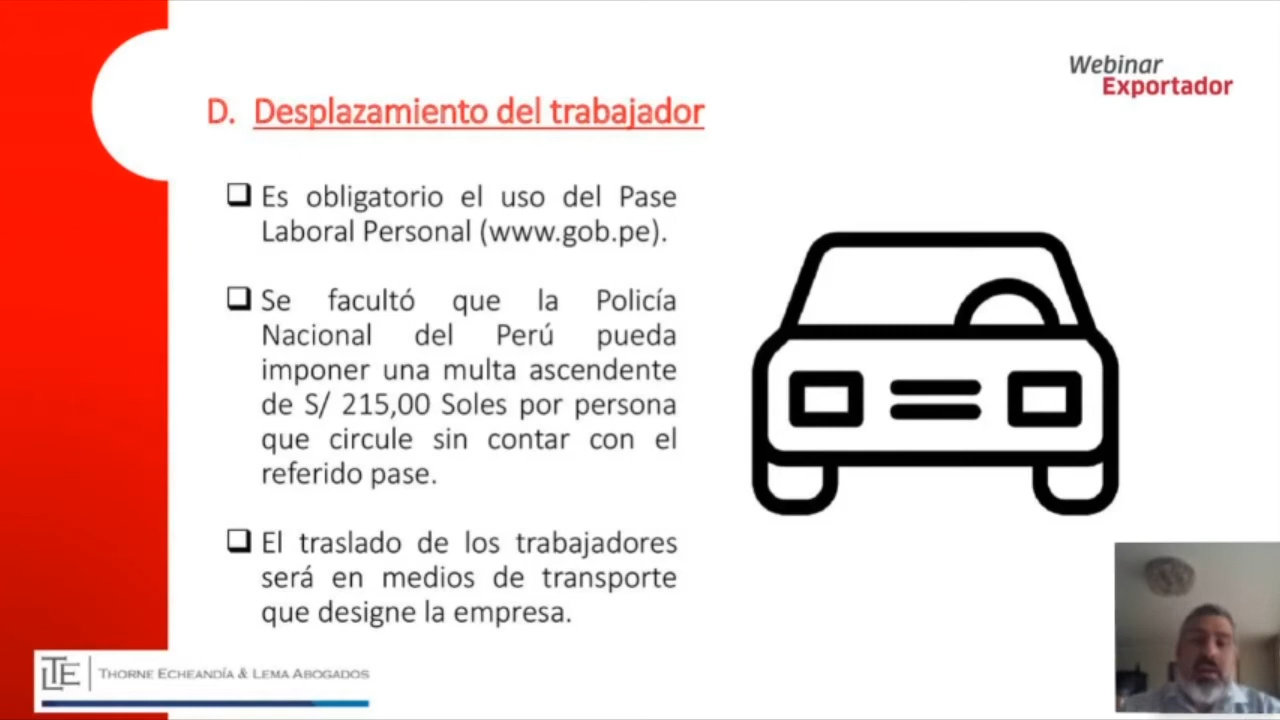 Webinar
Exportador
D. Desplazamiento del trabajador
Es obligatorio el uso del Pase
Laboral Personal (www.gob.pe).
Se facultó que la Policía
Nacional del Perú pueda
imponer una multa ascendente
de S/ 215,00 Soles por persona
que circule sin contar con el
referido pase.
El traslado de los trabajadores
será en medios de transporte
que designe la empresa.
LTE THORNE ECHEANDÍA & LEMA ABOGADOS